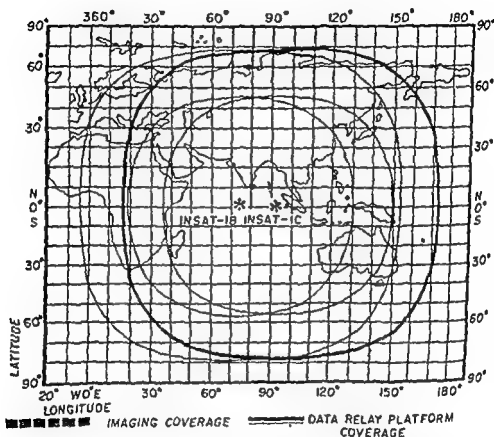 360° 30° 60° 90° 120° 150° 180°
90° 90°
60° 60°
30° 30°
N N
0° 0°
S S
INSAT-1B INSAT-1C
30° 30°
60° 60°
LATITUDE
90° 90°
20° W0°E 30° 60° 90° 120° 150° 180°
LONGITUDE
IMAGING COVERAGE DATA RELAY PLATFORM
COVERAGE